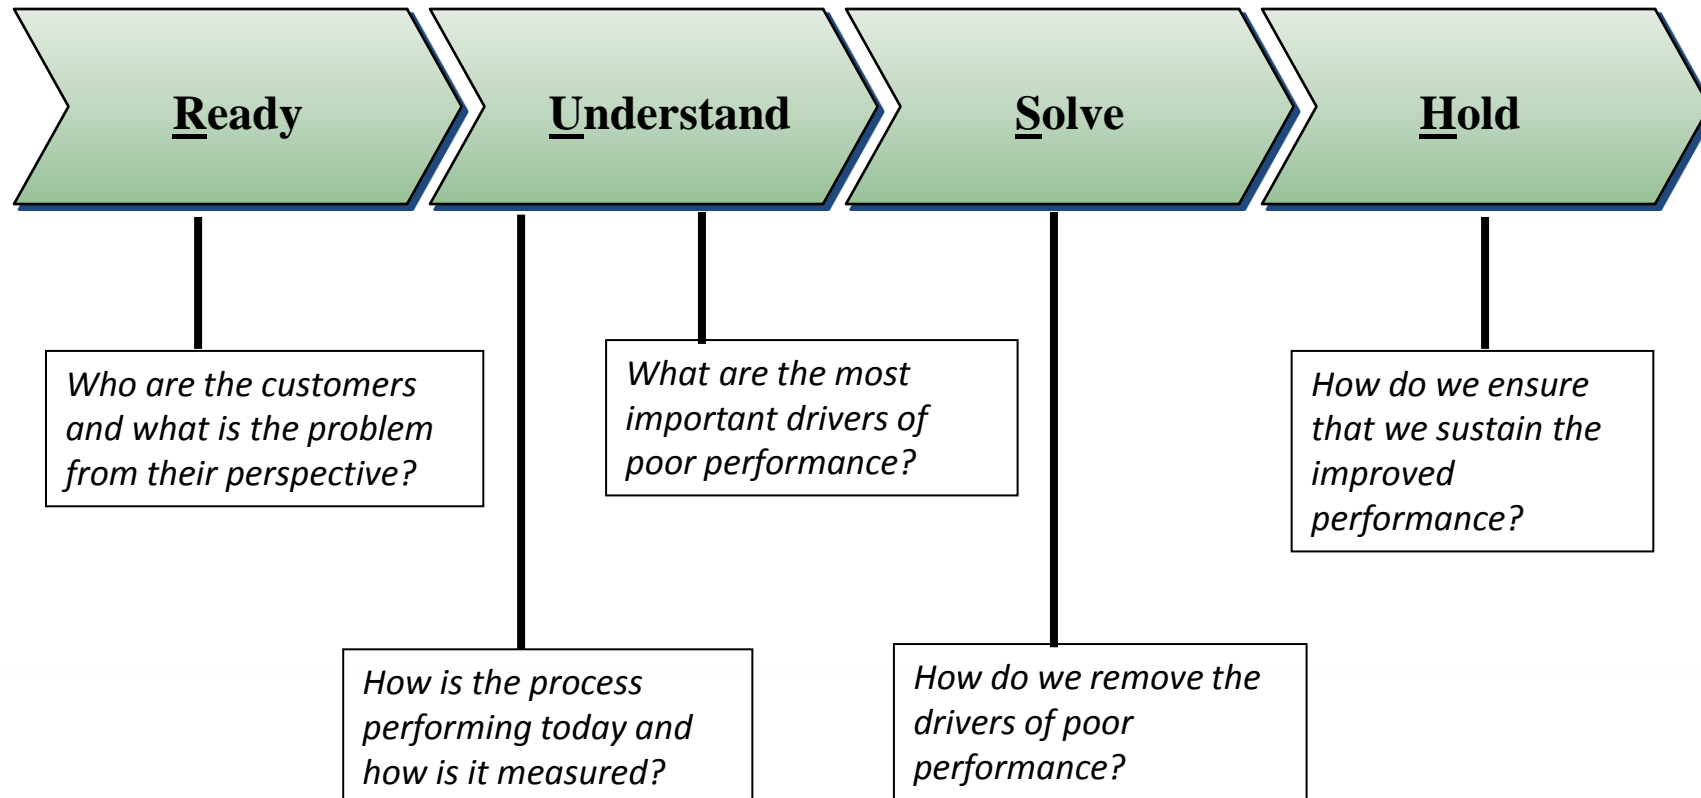 Ready
Understand
Solve
Hold
Who are the customers
and what is the problem
from their perspective?
What are the most
important drivers of
poor performance?
How do we ensure
that we sustain the
improved
performance?
How is the process
performing today and
how is it measured?
How do we remove the
drivers of poor
performance?